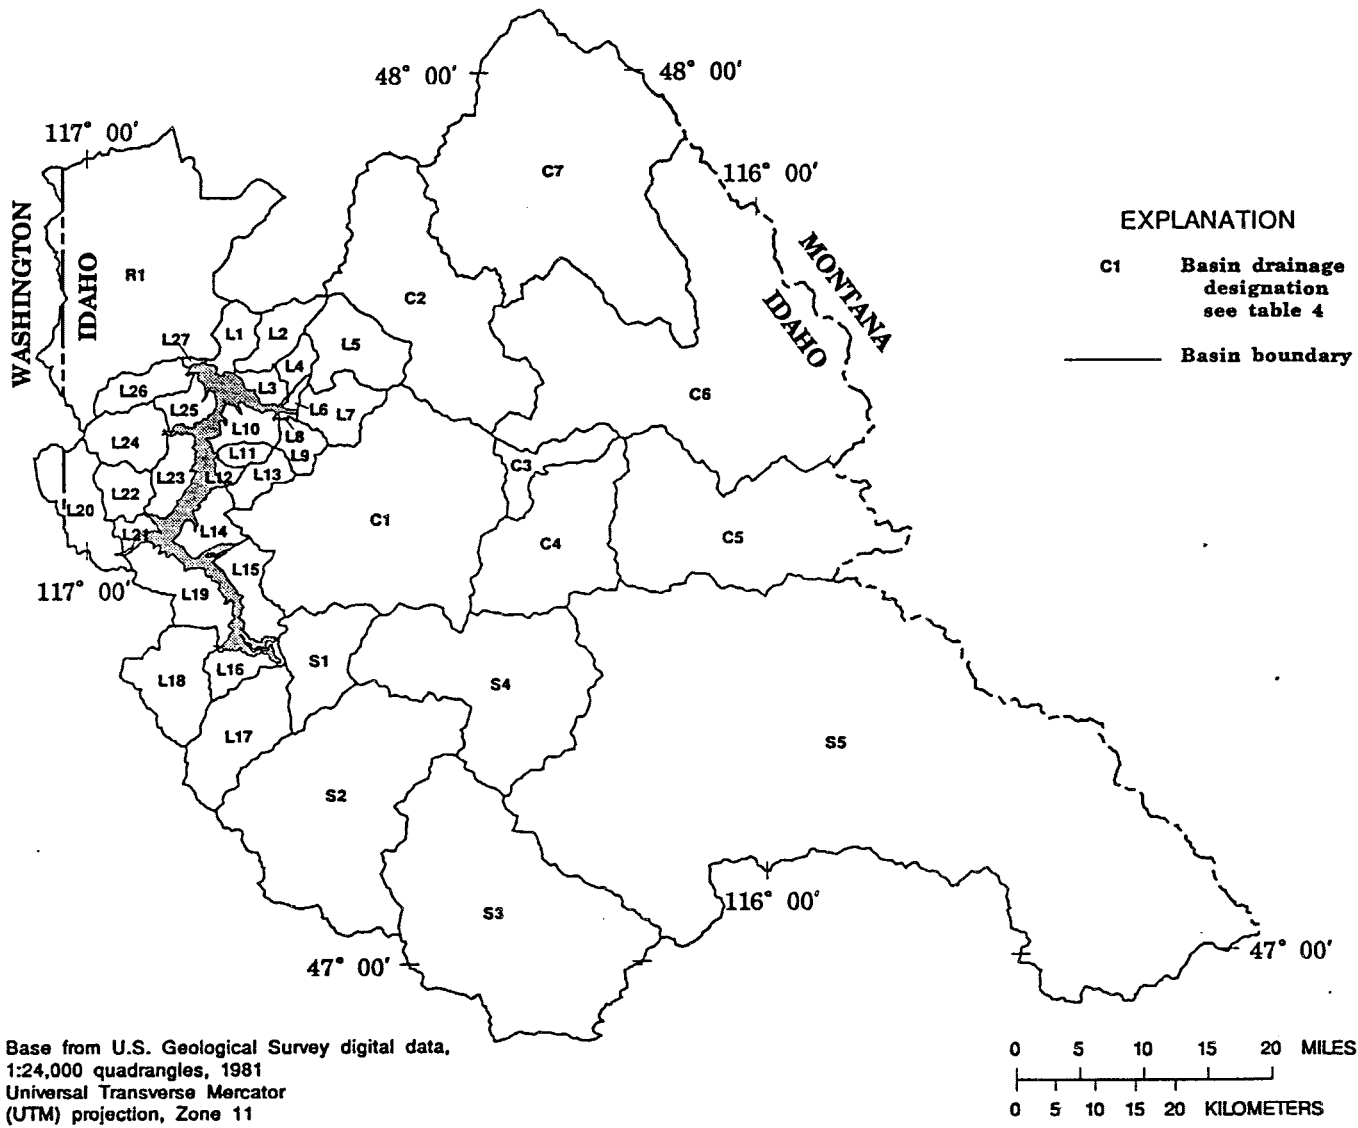 48° 00′
48° 00′
117° 00′
C7
116° 00′
WASHINGTON
IDAHO
R1
MONTANA
IDAHO
EXPLANATION
C1 Basin drainage
designation
see table 4
Basin boundary
C2
L27
L1
L2
L4
L5
L3
L26
L25
L6
L7
C6
L10
L8
L24
L11
L9
C3
L23
L12
L13
L22
L20
C1
L21
L14
C4
C5
L15
117° 00′
L19
S1
L16
L18
S4
L17
S5
S2
116° 00′
S3
47° 00′
47° 00′
Base from U.S. Geological Survey digital data,
1:24,000 quadrangles, 1981
Universal Transverse Mercator
(UTM) projection, Zone 11
0 5 10 15 20 MILES
0 5 10 15 20 KILOMETERS